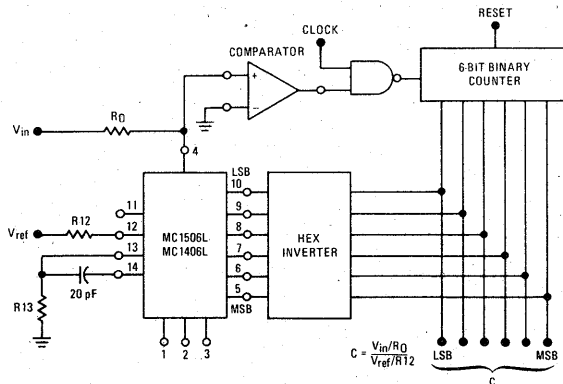 RESET
CLOCK
COMPARATOR
6-BIT BINARY
COUNTER
+
−
Vin
RO
4
LSB
10
11
9
Vref
R12
12
8
MC1506L
MC1406L
HEX
INVERTER
13
7
14
6
20 pF
5
MSB
R13
1 2 3
C = Vin/RO
Vref/R12
LSB
MSB
C